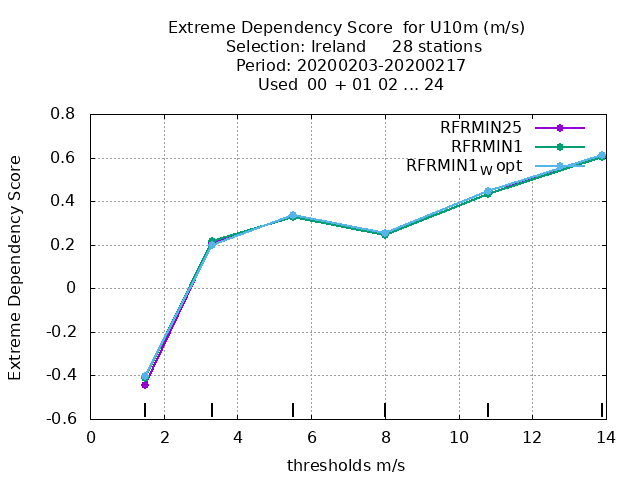 Extreme Dependency Score  for U10m (m/s)
Selection: Ireland     28 stations
Period: 20200203-20200217
Used  00  + 01 02 ... 24
RFRMIN25
RFRMIN1
RFRMIN1W opt
Extreme Dependency Score
0.8
0.6
0.4
0.2
0
-0.2
-0.4
-0.6
0 2 4 6 8 10 12 14
thresholds m/s